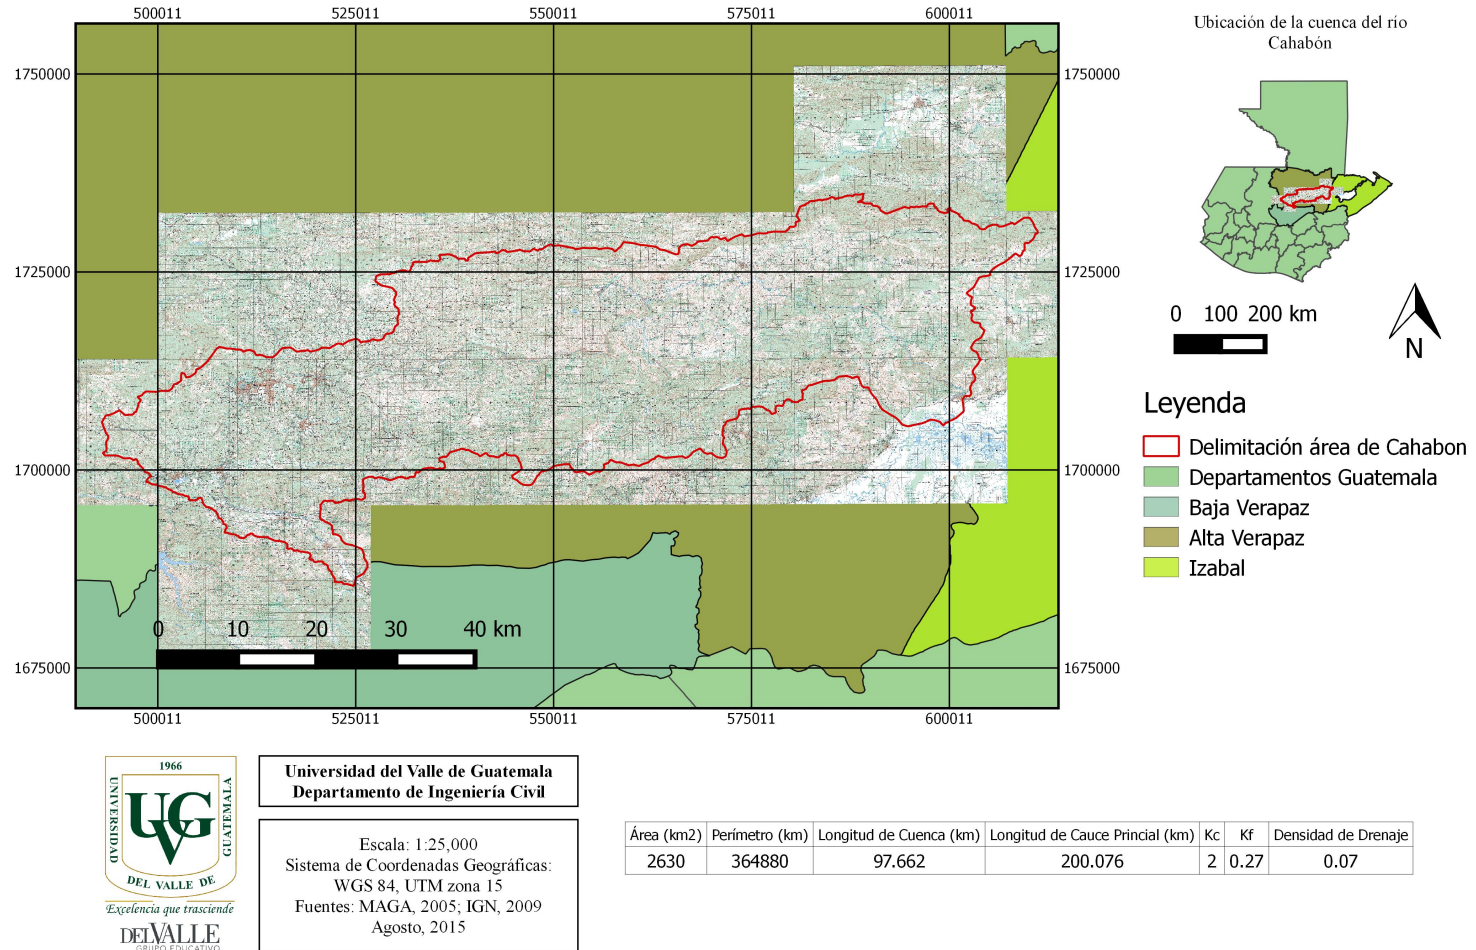 500011 525011 550011 575011 600011
1750000 1750000
1725000 1725000
1700000 1700000
1675000 1675000
0 10 20 30 40 km
500011 525011 550011 575011 600011
Ubicación de la cuenca del río
Cahabón
0 100 200 km
N
Leyenda
Delimitación área de Cahabon
Departamentos Guatemala
Baja Verapaz
Alta Verapaz
Izabal
1966
UNIVERSIDAD
UVG
GUATEMALA
DEL VALLE DE
Excelencia que trasciende
DELVALLE
GRUPO EDUCATIVO
Universidad del Valle de Guatemala
Departamento de Ingeniería Civil
Escala: 1:25,000
Sistema de Coordenadas Geográficas:
WGS 84, UTM zona 15
Fuentes: MAGA, 2005; IGN, 2009
Agosto, 2015
Área (km2) Perímetro (km) Longitud de Cuenca (km) Longitud de Cauce Princial (km) Kc Kf Densidad de Drenaje
2630 364880 97.662 200.076 2 0.27 0.07